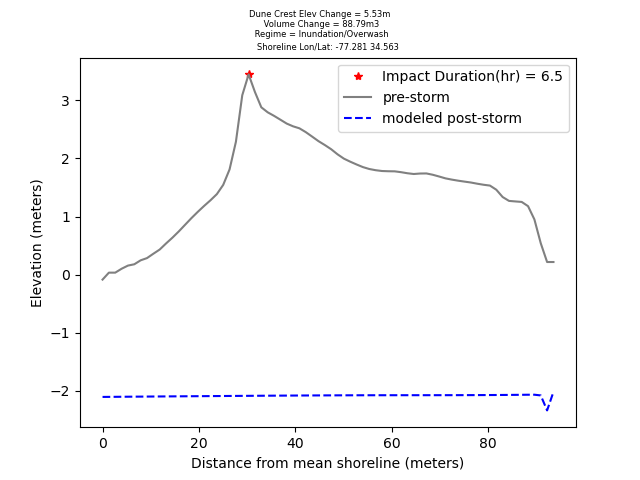 Dune Crest Elev Change = 5.53m
Volume Change = 88.79m3
Regime = Inundation/Overwash
Shoreline Lon/Lat: -77.281 34.563
Impact Duration(hr) = 6.5
pre-storm
modeled post-storm
Elevation (meters)
3
2
1
0
−1
−2
0 20 40 60 80
Distance from mean shoreline (meters)